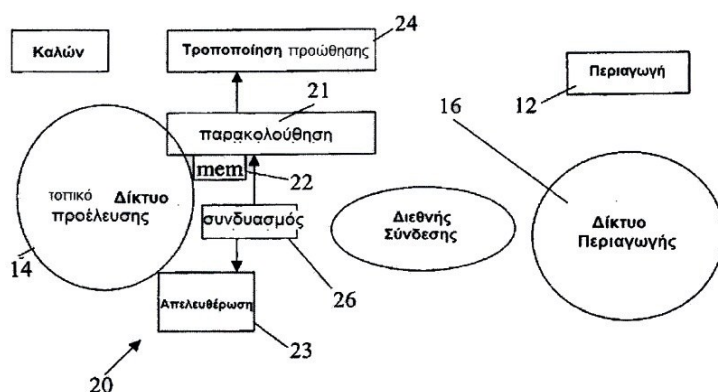 24
Καλών
Τροποποίηση προώθησης
Περιαγωγή
21
12
16
παρακολούθηση
mem
22
τοπικό Δίκτυο
προέλευσης
συνδυασμός
Διεθνής
Σύνδεσης
Δίκτυο
Περιαγωγής
14
26
Απελευθέρωση
23
20